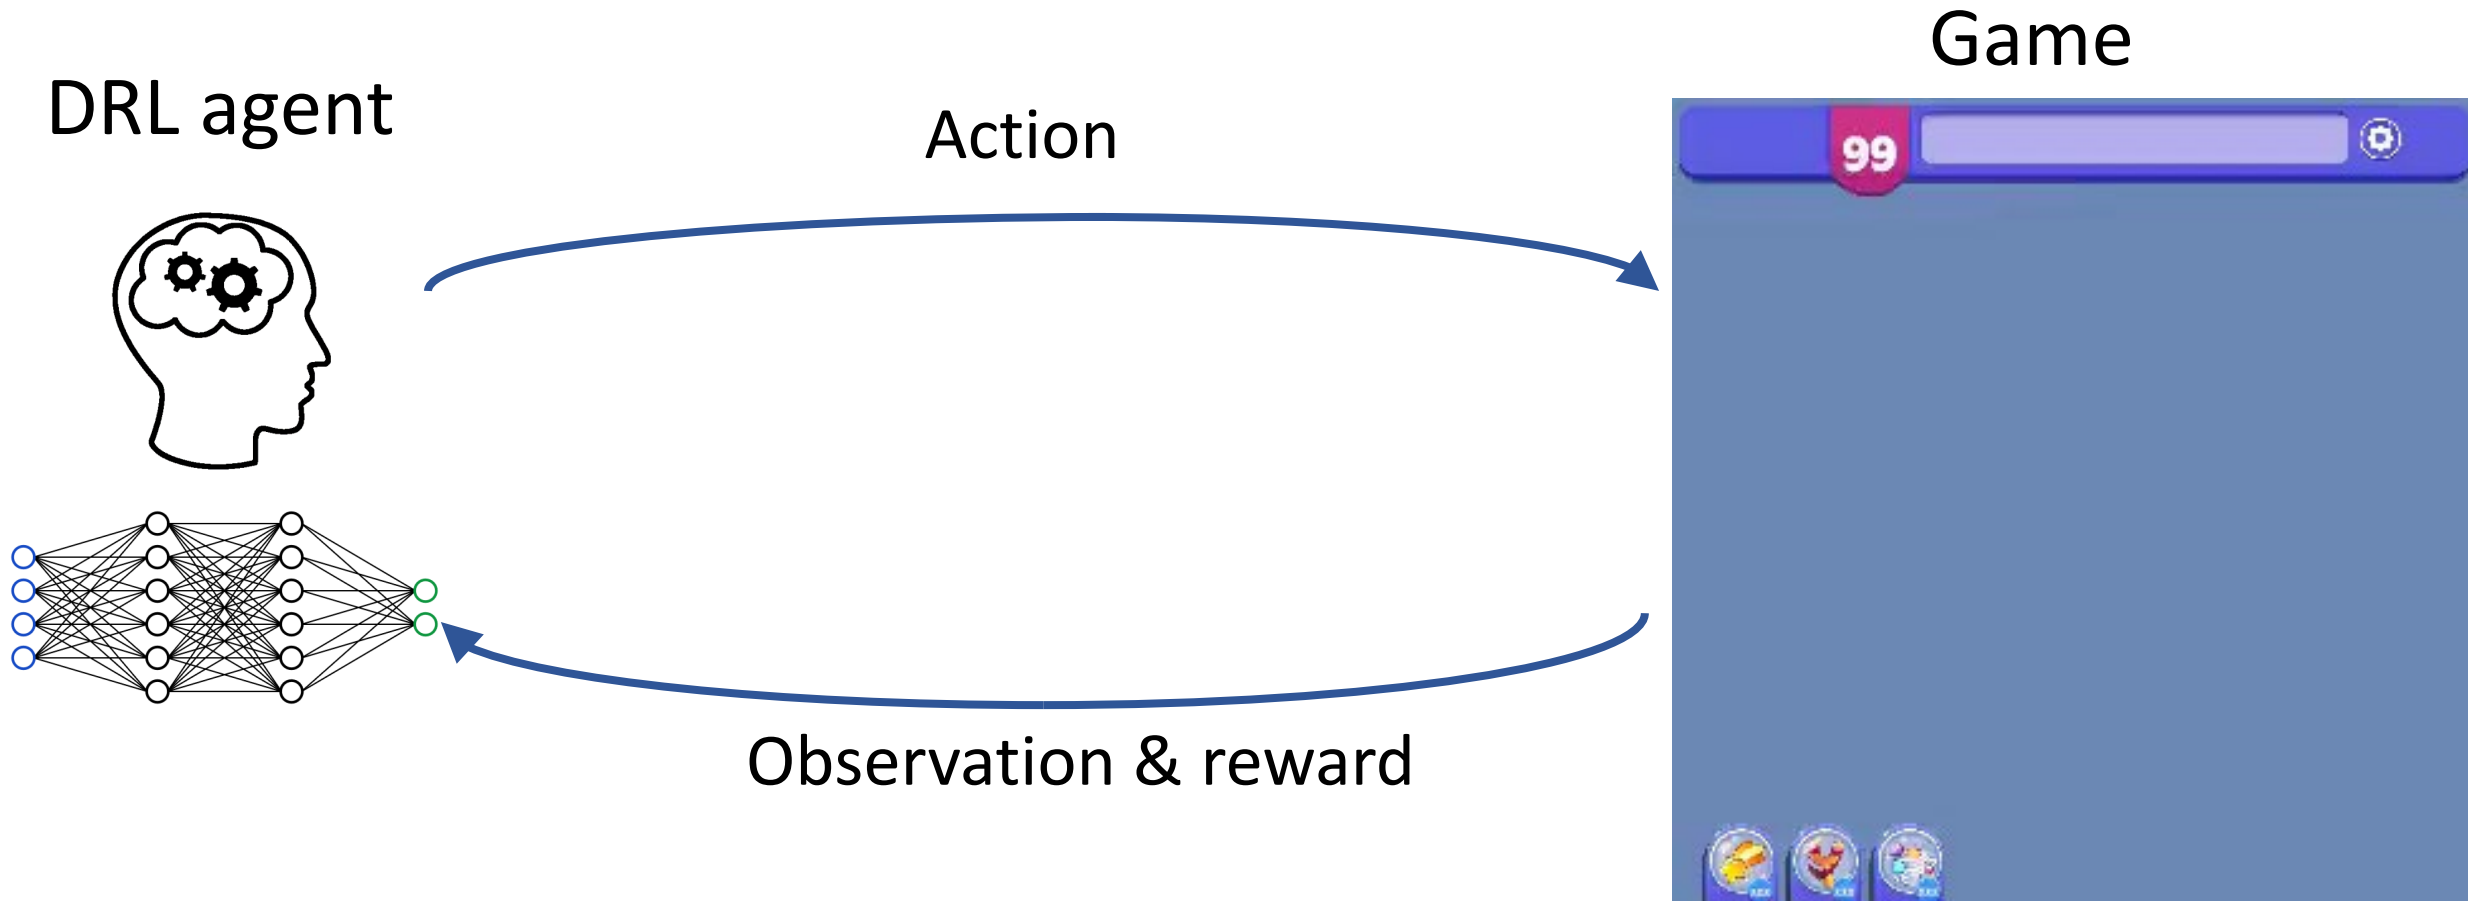 Game
DRL agent
Action
99
Observation & reward